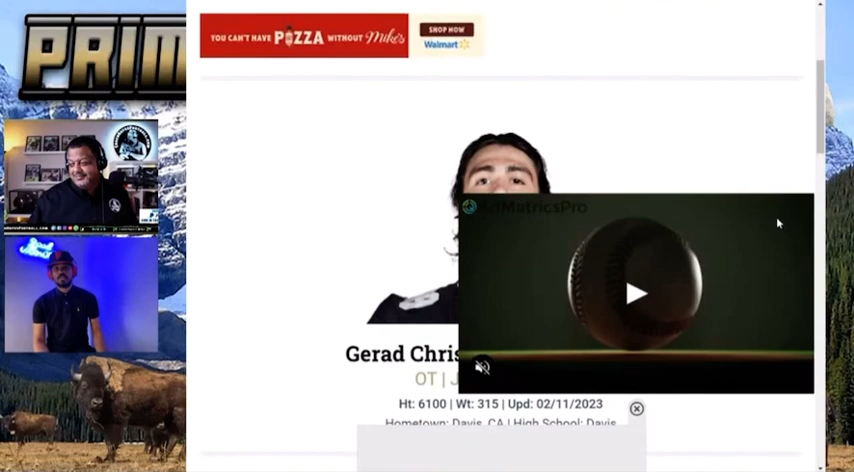 PRIM
YOU CAN'T HAVE PIZZA WITHOUT Mike's
SHOP NOW
Walmart
MatricsPro
Gerad Chris
OT | J
Ht: 6100 | Wt: 315 | Upd: 02/11/2023
Hometown: Davis, CA | High School: Davis